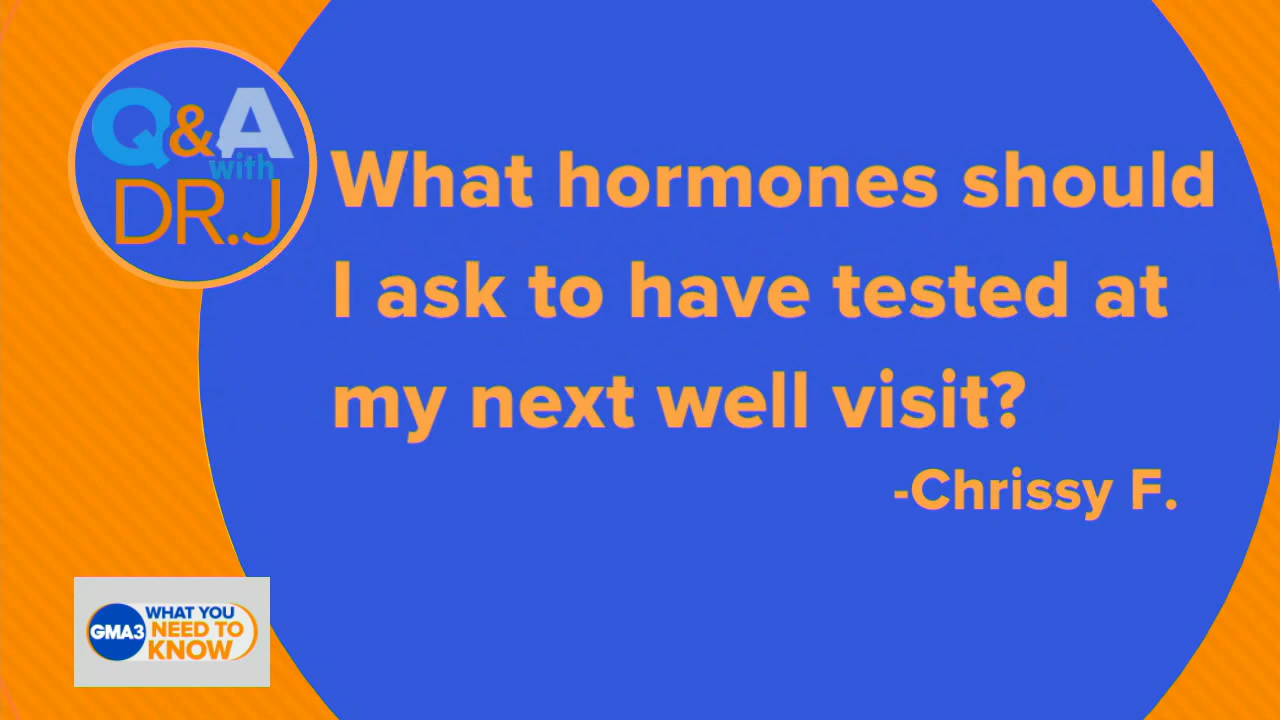 Q&A
with
DR.J
What hormones should
I ask to have tested at
my next well visit?
-Chrissy F.
GMA3
WHAT YOU
NEED TO
KNOW